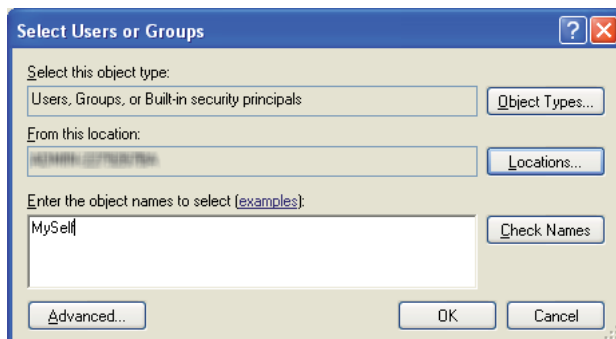 Select Users or Groups
Select this object type:
Users, Groups, or Built-in security principals
Object Types...
From this location:
Locations...
Enter the object names to select (examples):
MySelf
Check Names
Advanced...
OK
Cancel